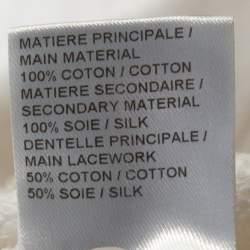 MATIERE PRINCIPALE /
MAIN MATERIAL
100% COTON / COTTON
MATIERE SECONDAIRE /
SECONDARY MATERIAL
100% SOIE / SILK
DENTELLE PRINCIPALE /
MAIN LACEWORK
50% COTON / COTTON
50% SOIE / SILK